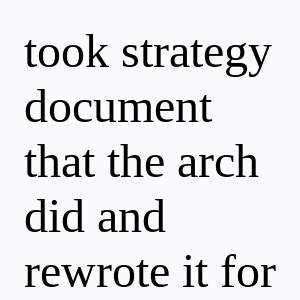 took strategy
document
that the arch
did and
rewrote it for